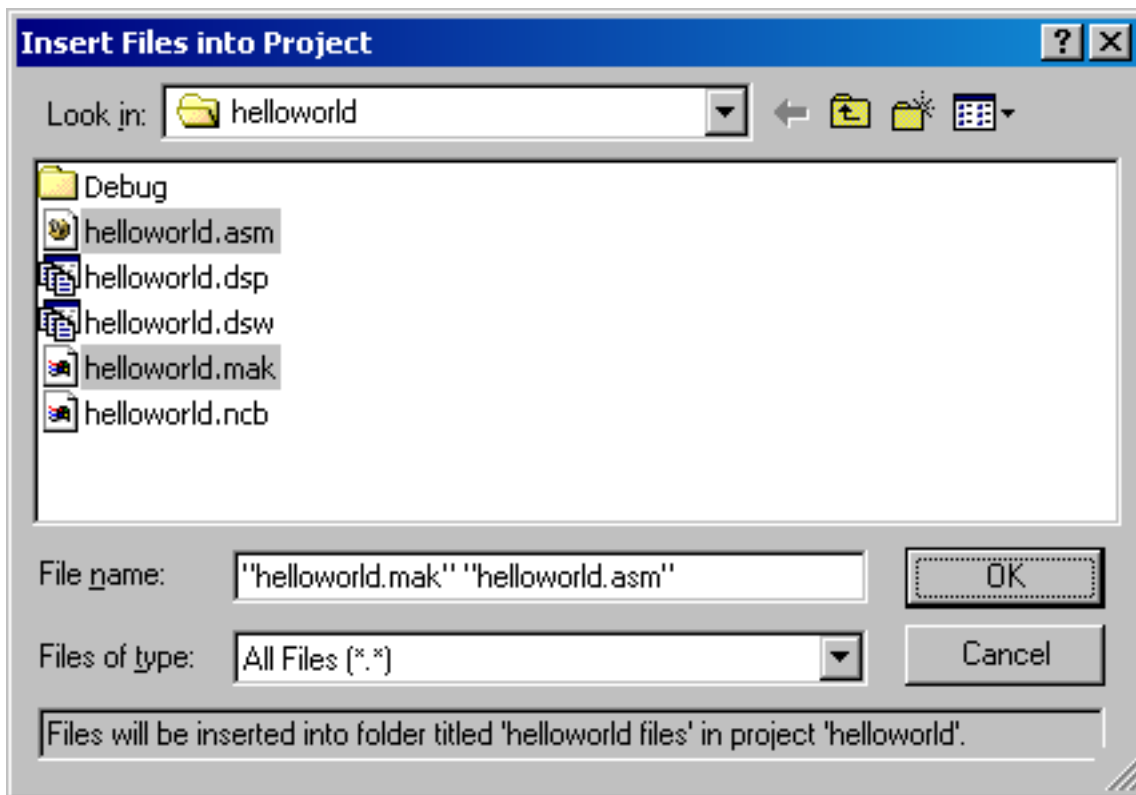 Insert Files into Project
Look in: helloworld
Debug
helloworld.asm
helloworld.dsp
helloworld.dsw
helloworld.mak
helloworld.ncb
File name: "helloworld.mak" "helloworld.asm" OK
Files of type: All Files (*.*) Cancel
Files will be inserted into folder titled 'helloworld files' in project 'helloworld'.